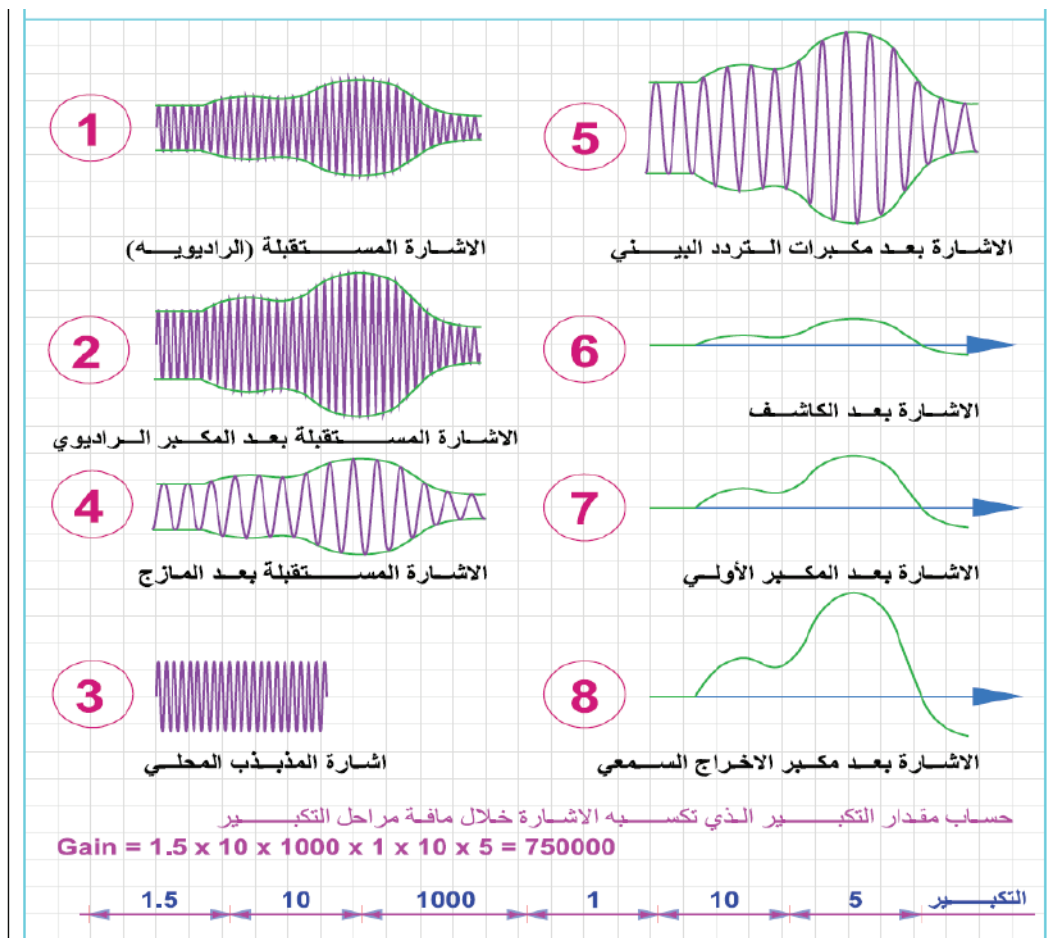 1
الاشارة المستقبلة (الراديويه)
2
الاشارة المستقبلة بعد المكبر الراديوي
4
الاشارة المستقبلة بعد المازج
3
اشارة المذبذب المحلي
5
الاشارة بعد مكبرات التردد البيني
6
الاشارة بعد الكاشف
7
الاشارة بعد المكبر الأولي
8
الاشارة بعد مكبر الاخراج السمعي
حساب مقدار التكبير الذي تكسبه الاشارة خلال مافة مراحل التكبير
Gain = 1.5 x 10 x 1000 x 1 x 10 x 5 = 750000
1.5 10 1000 1 10 5 التكبير